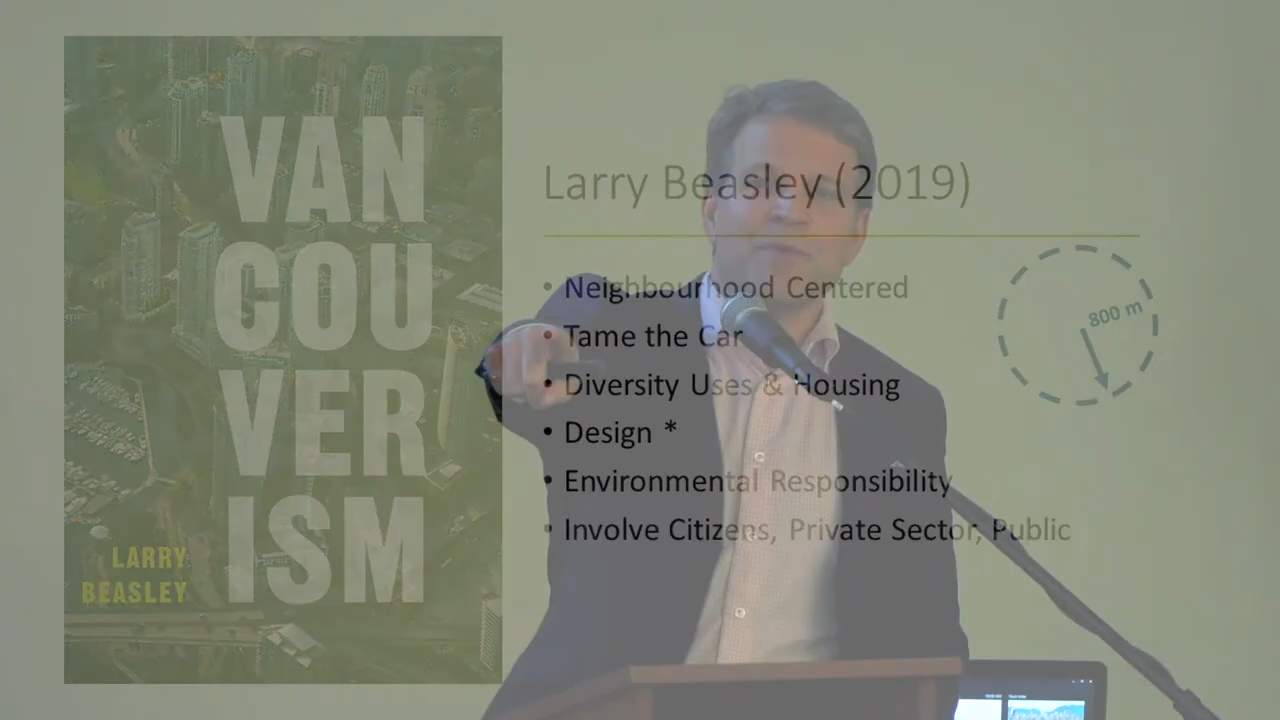 VAN
COU
VER
ISM
LARRY
BEASLEY
Larry Beasley (2019)
• Neighbourhood Centered
• Tame the Car
• Diversity Uses & Housing
• Design *
• Environmental Responsibility
• Involve Citizens, Private Sector, Public
800 m